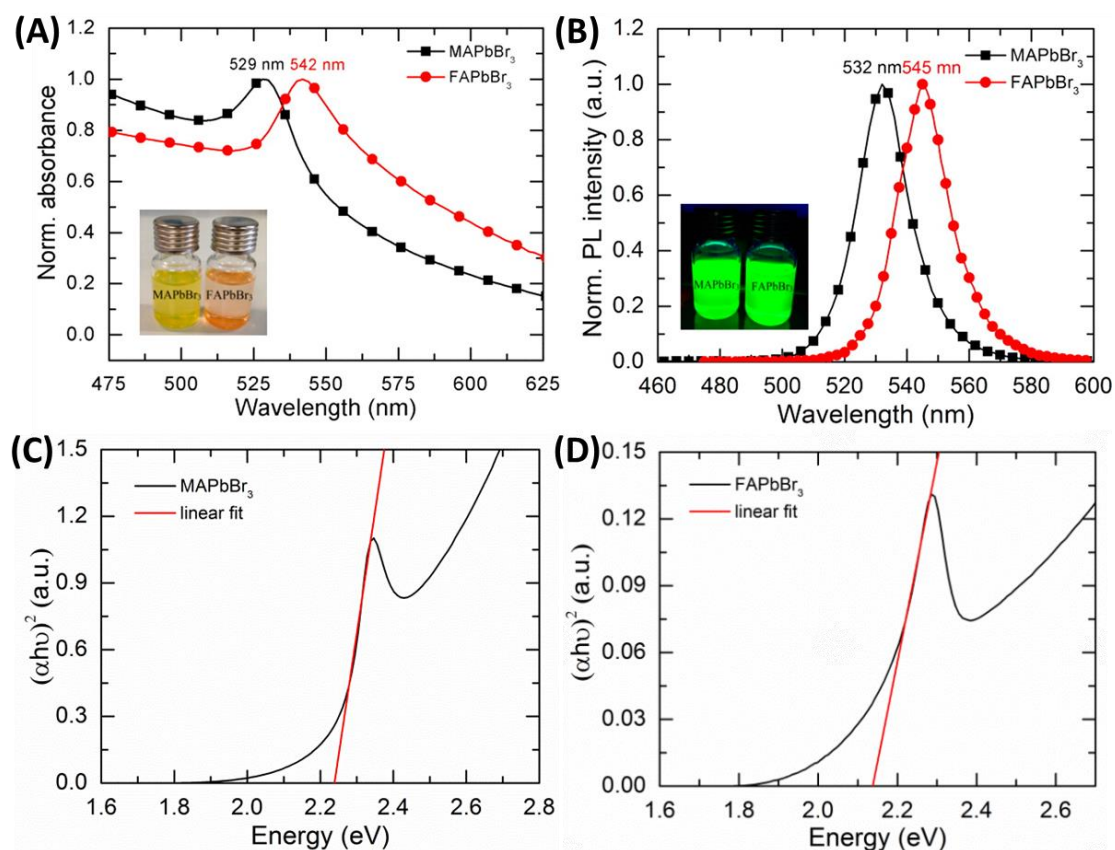 (A)
1.2
1.0
0.8
0.6
0.4
0.2
0.0
Norm. absorbance
529 nm 542 nm
MAPbBr₃
FAPbBr₃
MAPbBr₃ FAPbBr₃
475 500 525 550 575 600 625
Wavelength (nm)
(B)
1.2
1.0
0.8
0.6
0.4
0.2
0.0
Norm. PL intensity (a.u.)
532 nm 545 mn
MAPbBr₃
FAPbBr₃
MAPbBr₃ FAPbBr₃
460 480 500 520 540 560 580 600
Wavelength (nm)
(C)
1.5
1.2
0.9
0.6
0.3
0.0
(αhυ)² (a.u.)
MAPbBr₃
linear fit
1.6 1.8 2.0 2.2 2.4 2.6 2.8
Energy (eV)
(D)
0.15
0.12
0.09
0.06
0.03
0.00
(αhυ)² (a.u.)
FAPbBr₃
linear fit
1.6 1.8 2.0 2.2 2.4 2.6
Energy (eV)